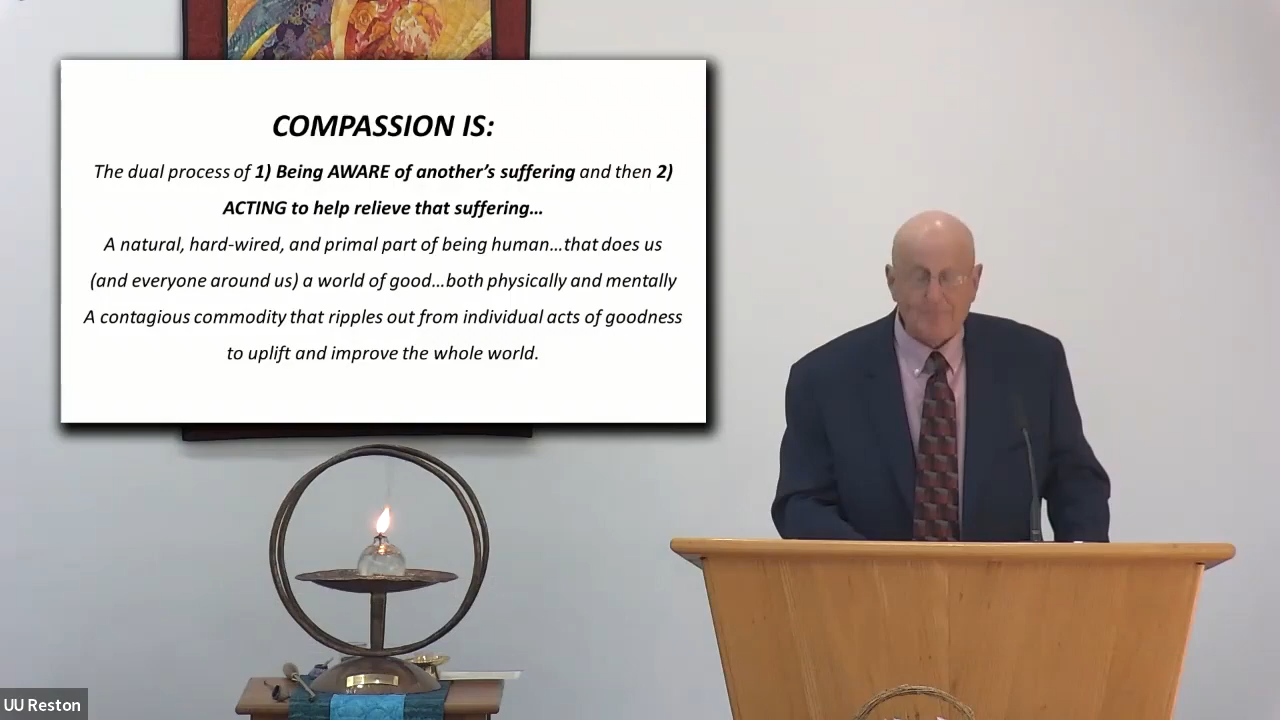 COMPASSION IS:
The dual process of 1) Being AWARE of another’s suffering and then 2)
ACTING to help relieve that suffering…
A natural, hard-wired, and primal part of being human…that does us
(and everyone around us) a world of good…both physically and mentally
A contagious commodity that ripples out from individual acts of goodness
to uplift and improve the whole world.
UU Reston